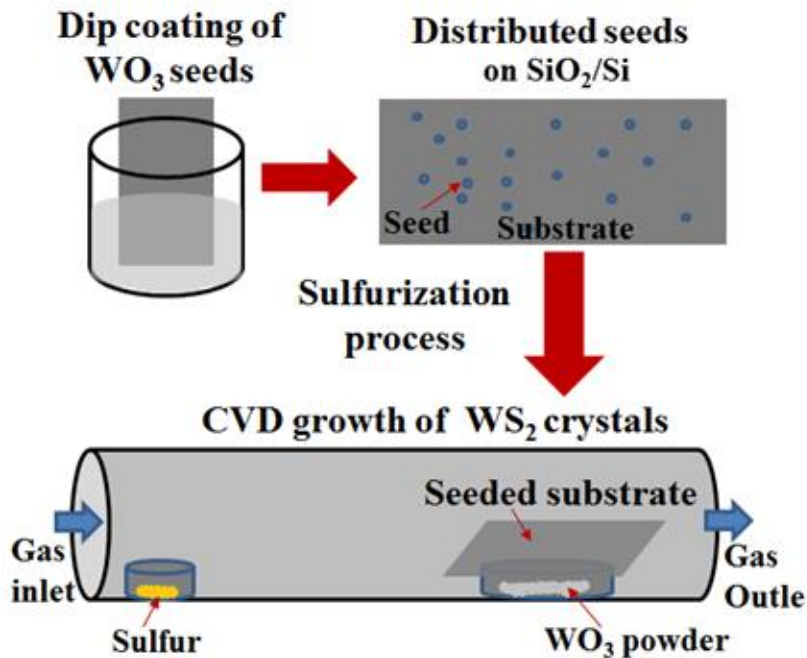 Dip coating of
WO₃ seeds
Distributed seeds
on SiO₂/Si
Seed
Substrate
Sulfurization
process
CVD growth of WS₂ crystals
Seeded substrate
Gas
inlet
Gas
Outle
Sulfur
WO₃ powder